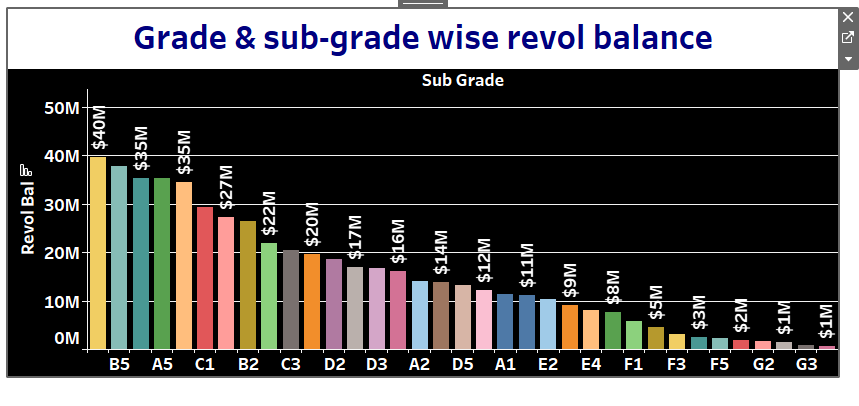 Grade & sub-grade wise revol balance
Sub Grade
Revol Bal
50M
40M
30M
20M
10M
0M
$40M
$35M
$35M
$27M
$22M
$20M
$17M
$16M
$14M
$12M
$11M
$9M
$8M
$5M
$3M
$2M
$1M
$1M
B5 A5 C1 B2 C3 D2 D3 A2 D5 A1 E2 E4 F1 F3 F5 G2 G3